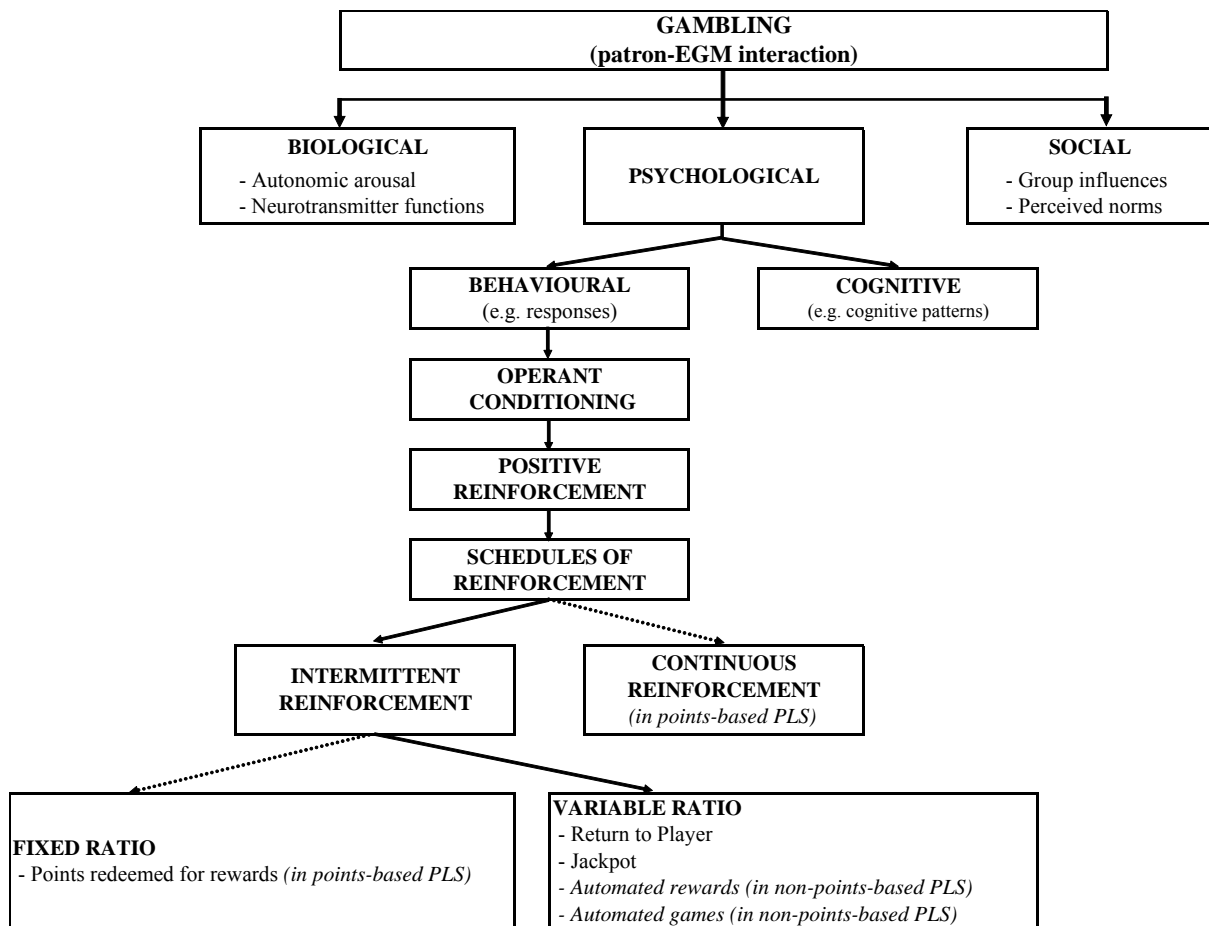 GAMBLING
(patron-EGM interaction)
BIOLOGICAL
- Autonomic arousal
- Neurotransmitter functions
PSYCHOLOGICAL
SOCIAL
- Group influences
- Perceived norms
BEHAVIOURAL
(e.g. responses)
COGNITIVE
(e.g. cognitive patterns)
OPERANT
CONDITIONING
POSITIVE
REINFORCEMENT
SCHEDULES OF
REINFORCEMENT
INTERMITTENT
REINFORCEMENT
CONTINUOUS
REINFORCEMENT
(in points-based PLS)
FIXED RATIO
- Points redeemed for rewards (in points-based PLS)
VARIABLE RATIO
- Return to Player
- Jackpot
- Automated rewards (in non-points-based PLS)
- Automated games (in non-points-based PLS)